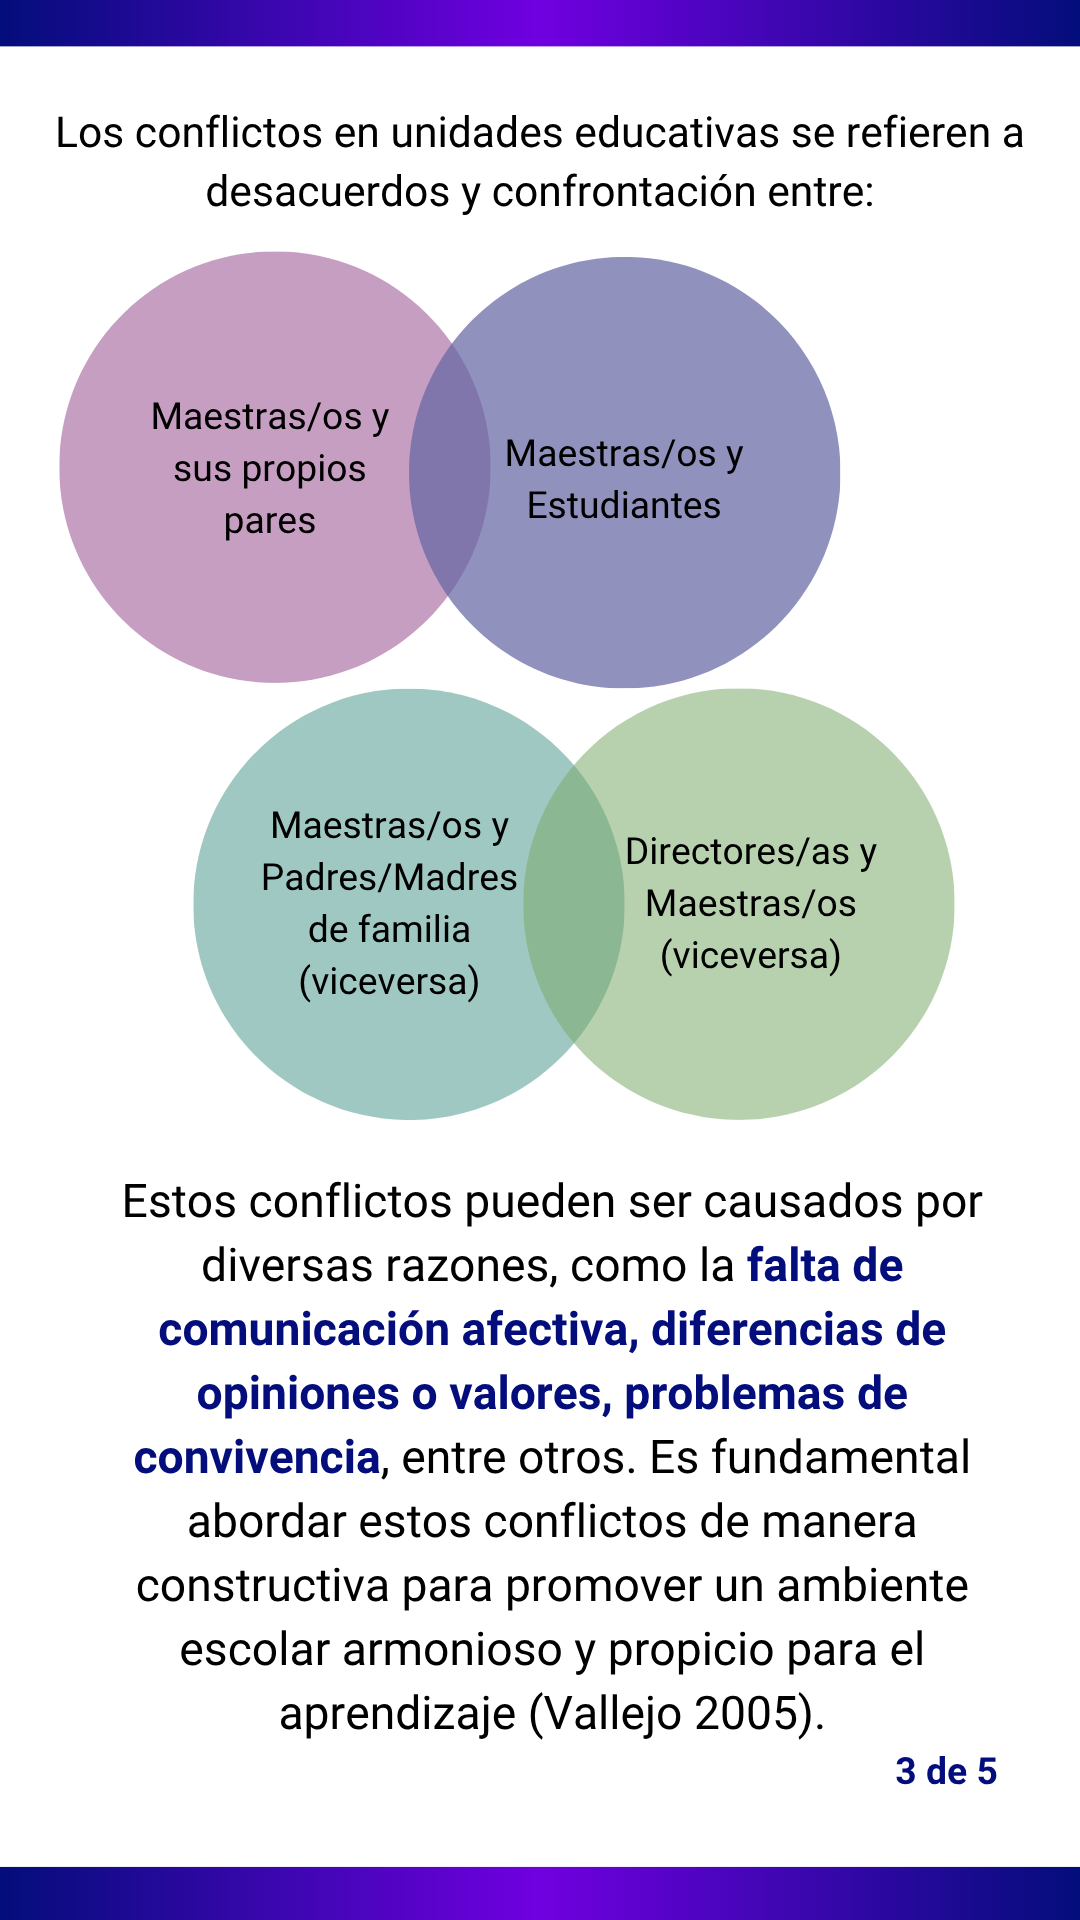 Los conflictos en unidades educativas se refieren a
desacuerdos y confrontación entre:
Maestras/os y
sus propios
pares
Maestras/os y
Estudiantes
Maestras/os y
Padres/Madres
de familia
(viceversa)
Directores/as y
Maestras/os
(viceversa)
Estos conflictos pueden ser causados por
diversas razones, como la falta de
comunicación afectiva, diferencias de
opiniones o valores, problemas de
convivencia, entre otros. Es fundamental
abordar estos conflictos de manera
constructiva para promover un ambiente
escolar armonioso y propicio para el
aprendizaje (Vallejo 2005).
3 de 5